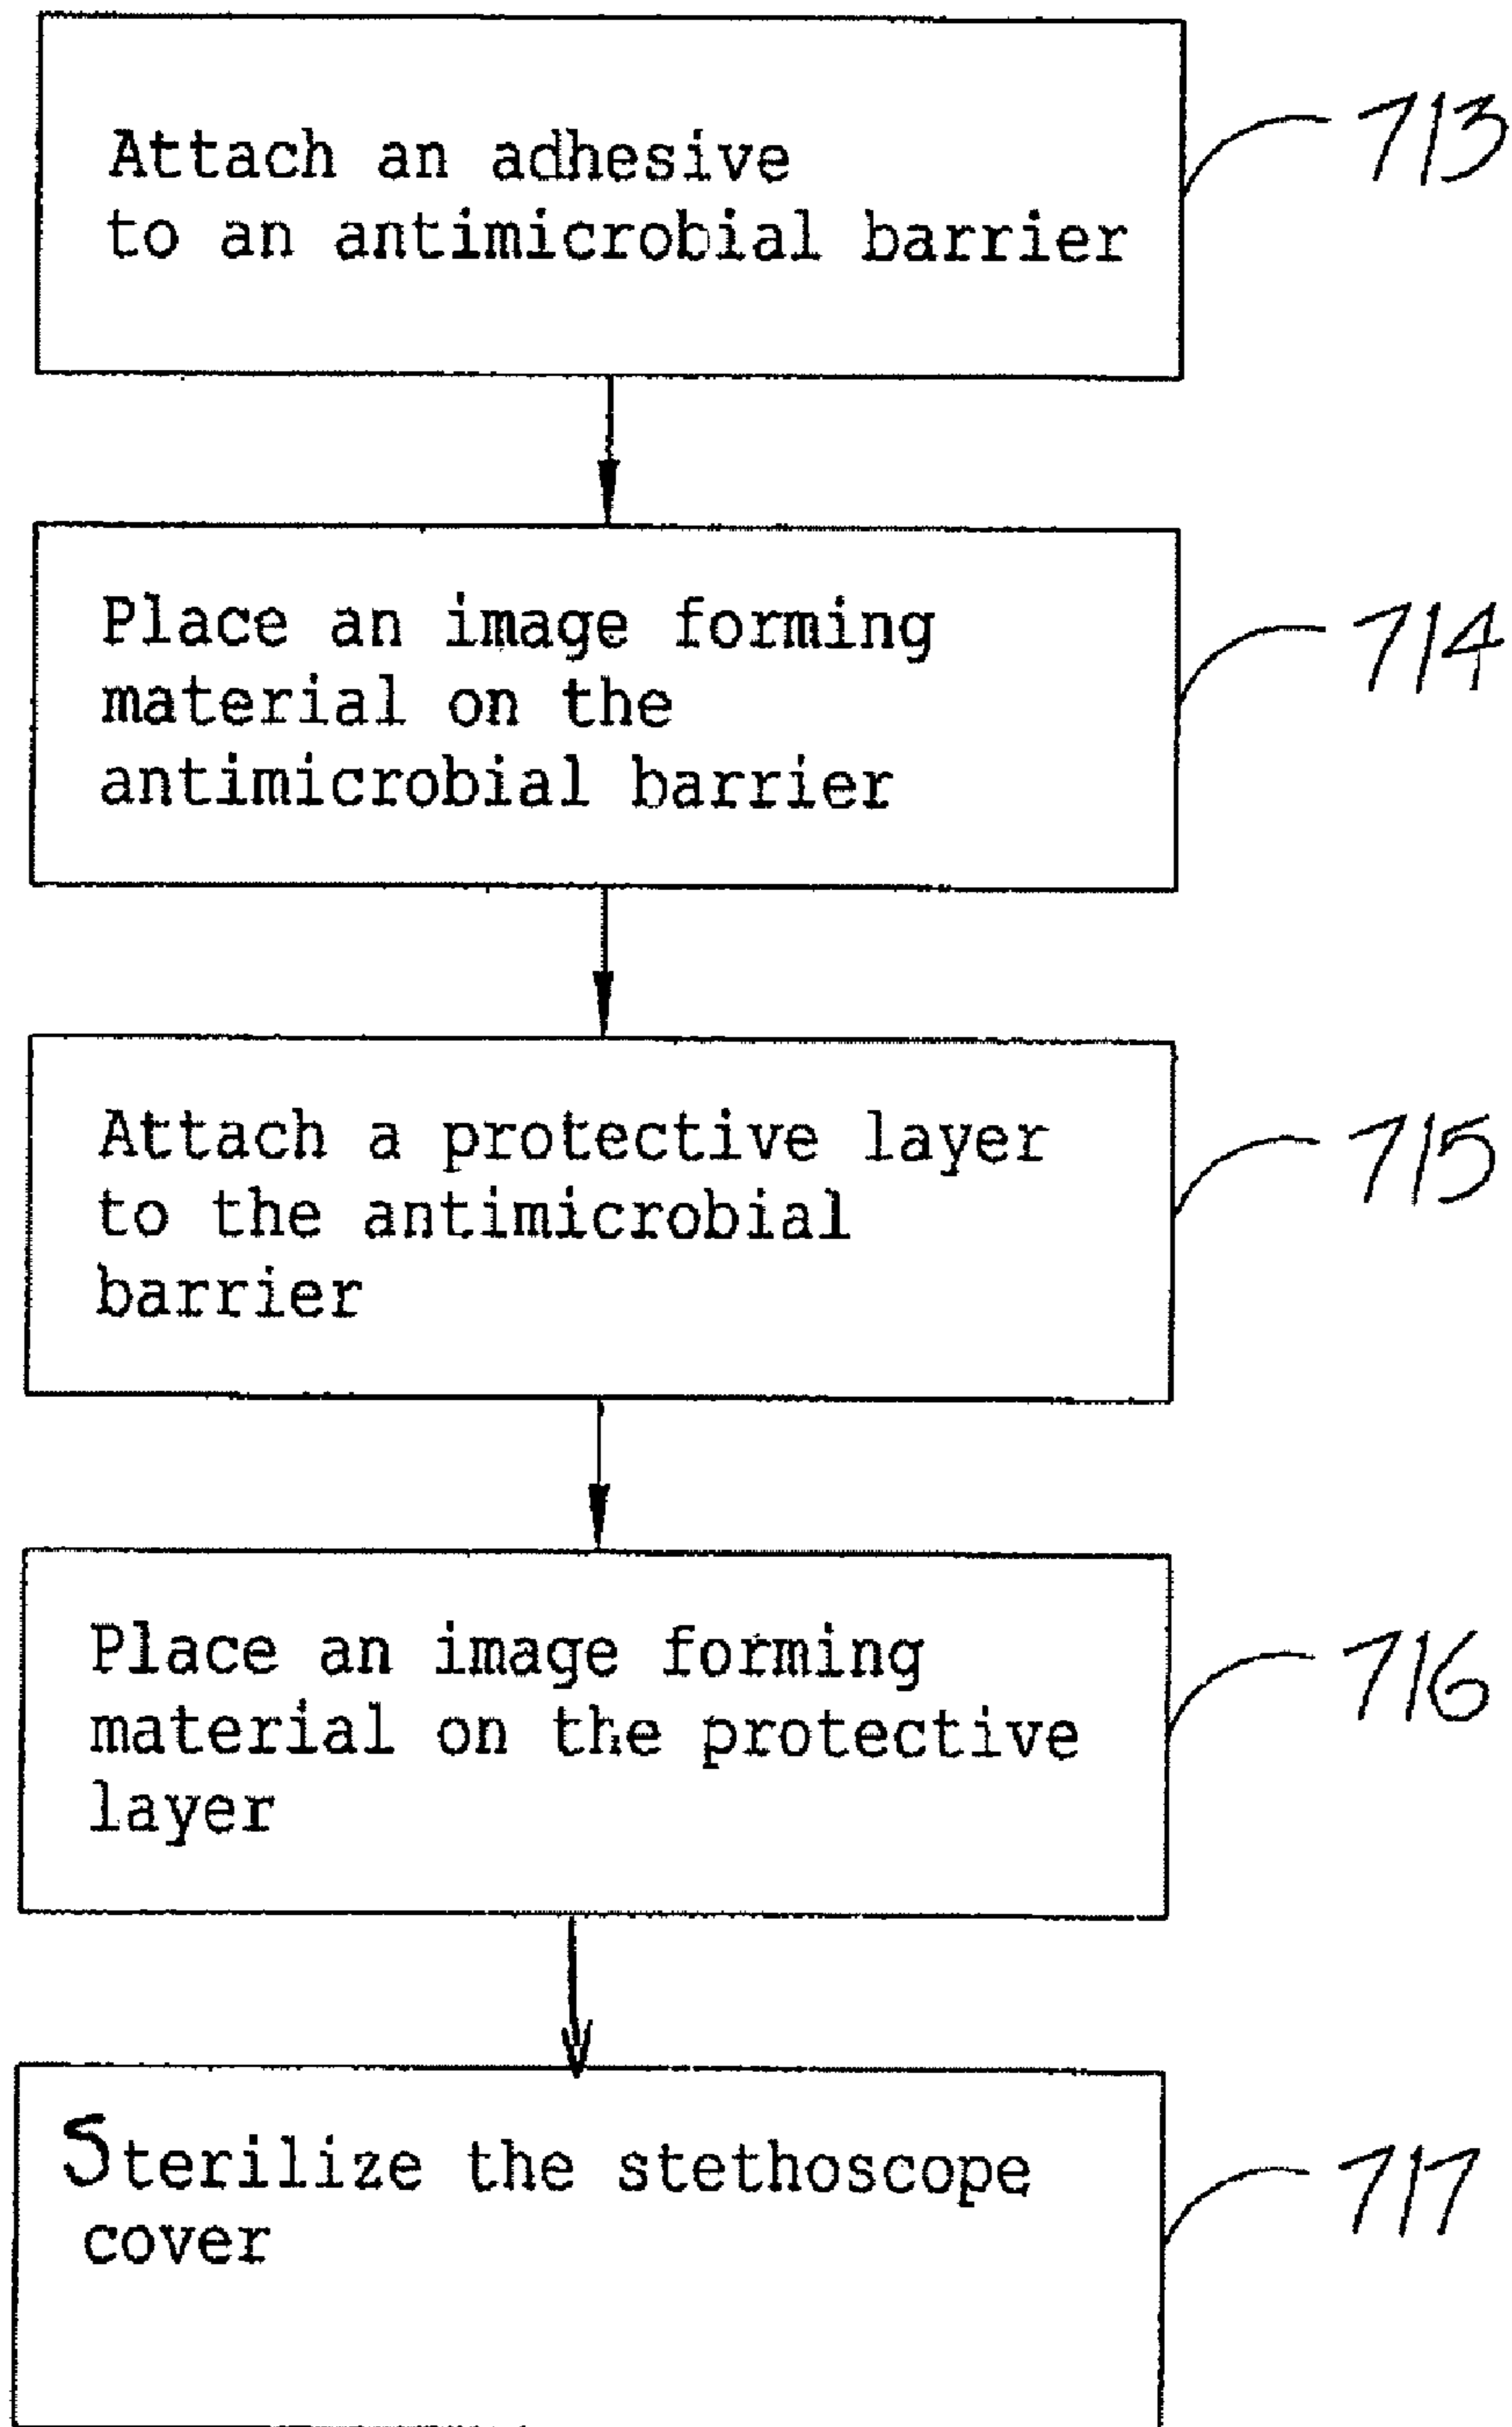 Attach an adhesive
to an antimicrobial barrier
713
Place an image forming
material on the
antimicrobial barrier
714
Attach a protective layer
to the antimicrobial
barrier
715
Place an image forming
material on the protective
layer
716
Sterilize the stethoscope
cover
717